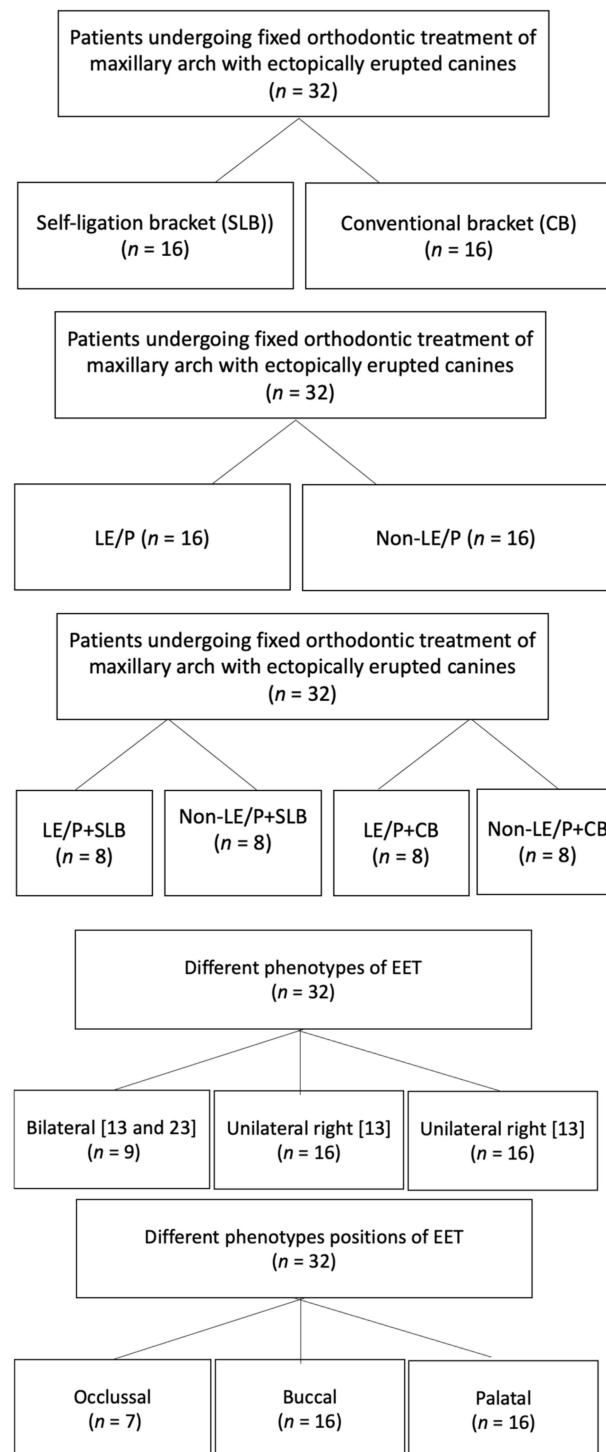 Patients undergoing fixed orthodontic treatment of
maxillary arch with ectopically erupted canines
(n = 32)
Self-ligation bracket (SLB))
(n = 16)
Conventional bracket (CB)
(n = 16)
Patients undergoing fixed orthodontic treatment of
maxillary arch with ectopically erupted canines
(n = 32)
LE/P (n = 16)
Non-LE/P (n = 16)
Patients undergoing fixed orthodontic treatment of
maxillary arch with ectopically erupted canines
(n = 32)
LE/P+SLB
(n = 8)
Non-LE/P+SLB
(n = 8)
LE/P+CB
(n = 8)
Non-LE/P+CB
(n = 8)
Different phenotypes of EET
(n = 32)
Bilateral [13 and 23]
(n = 9)
Unilateral right [13]
(n = 16)
Unilateral right [13]
(n = 16)
Different phenotypes positions of EET
(n = 32)
Occlussal
(n = 7)
Buccal
(n = 16)
Palatal
(n = 16)